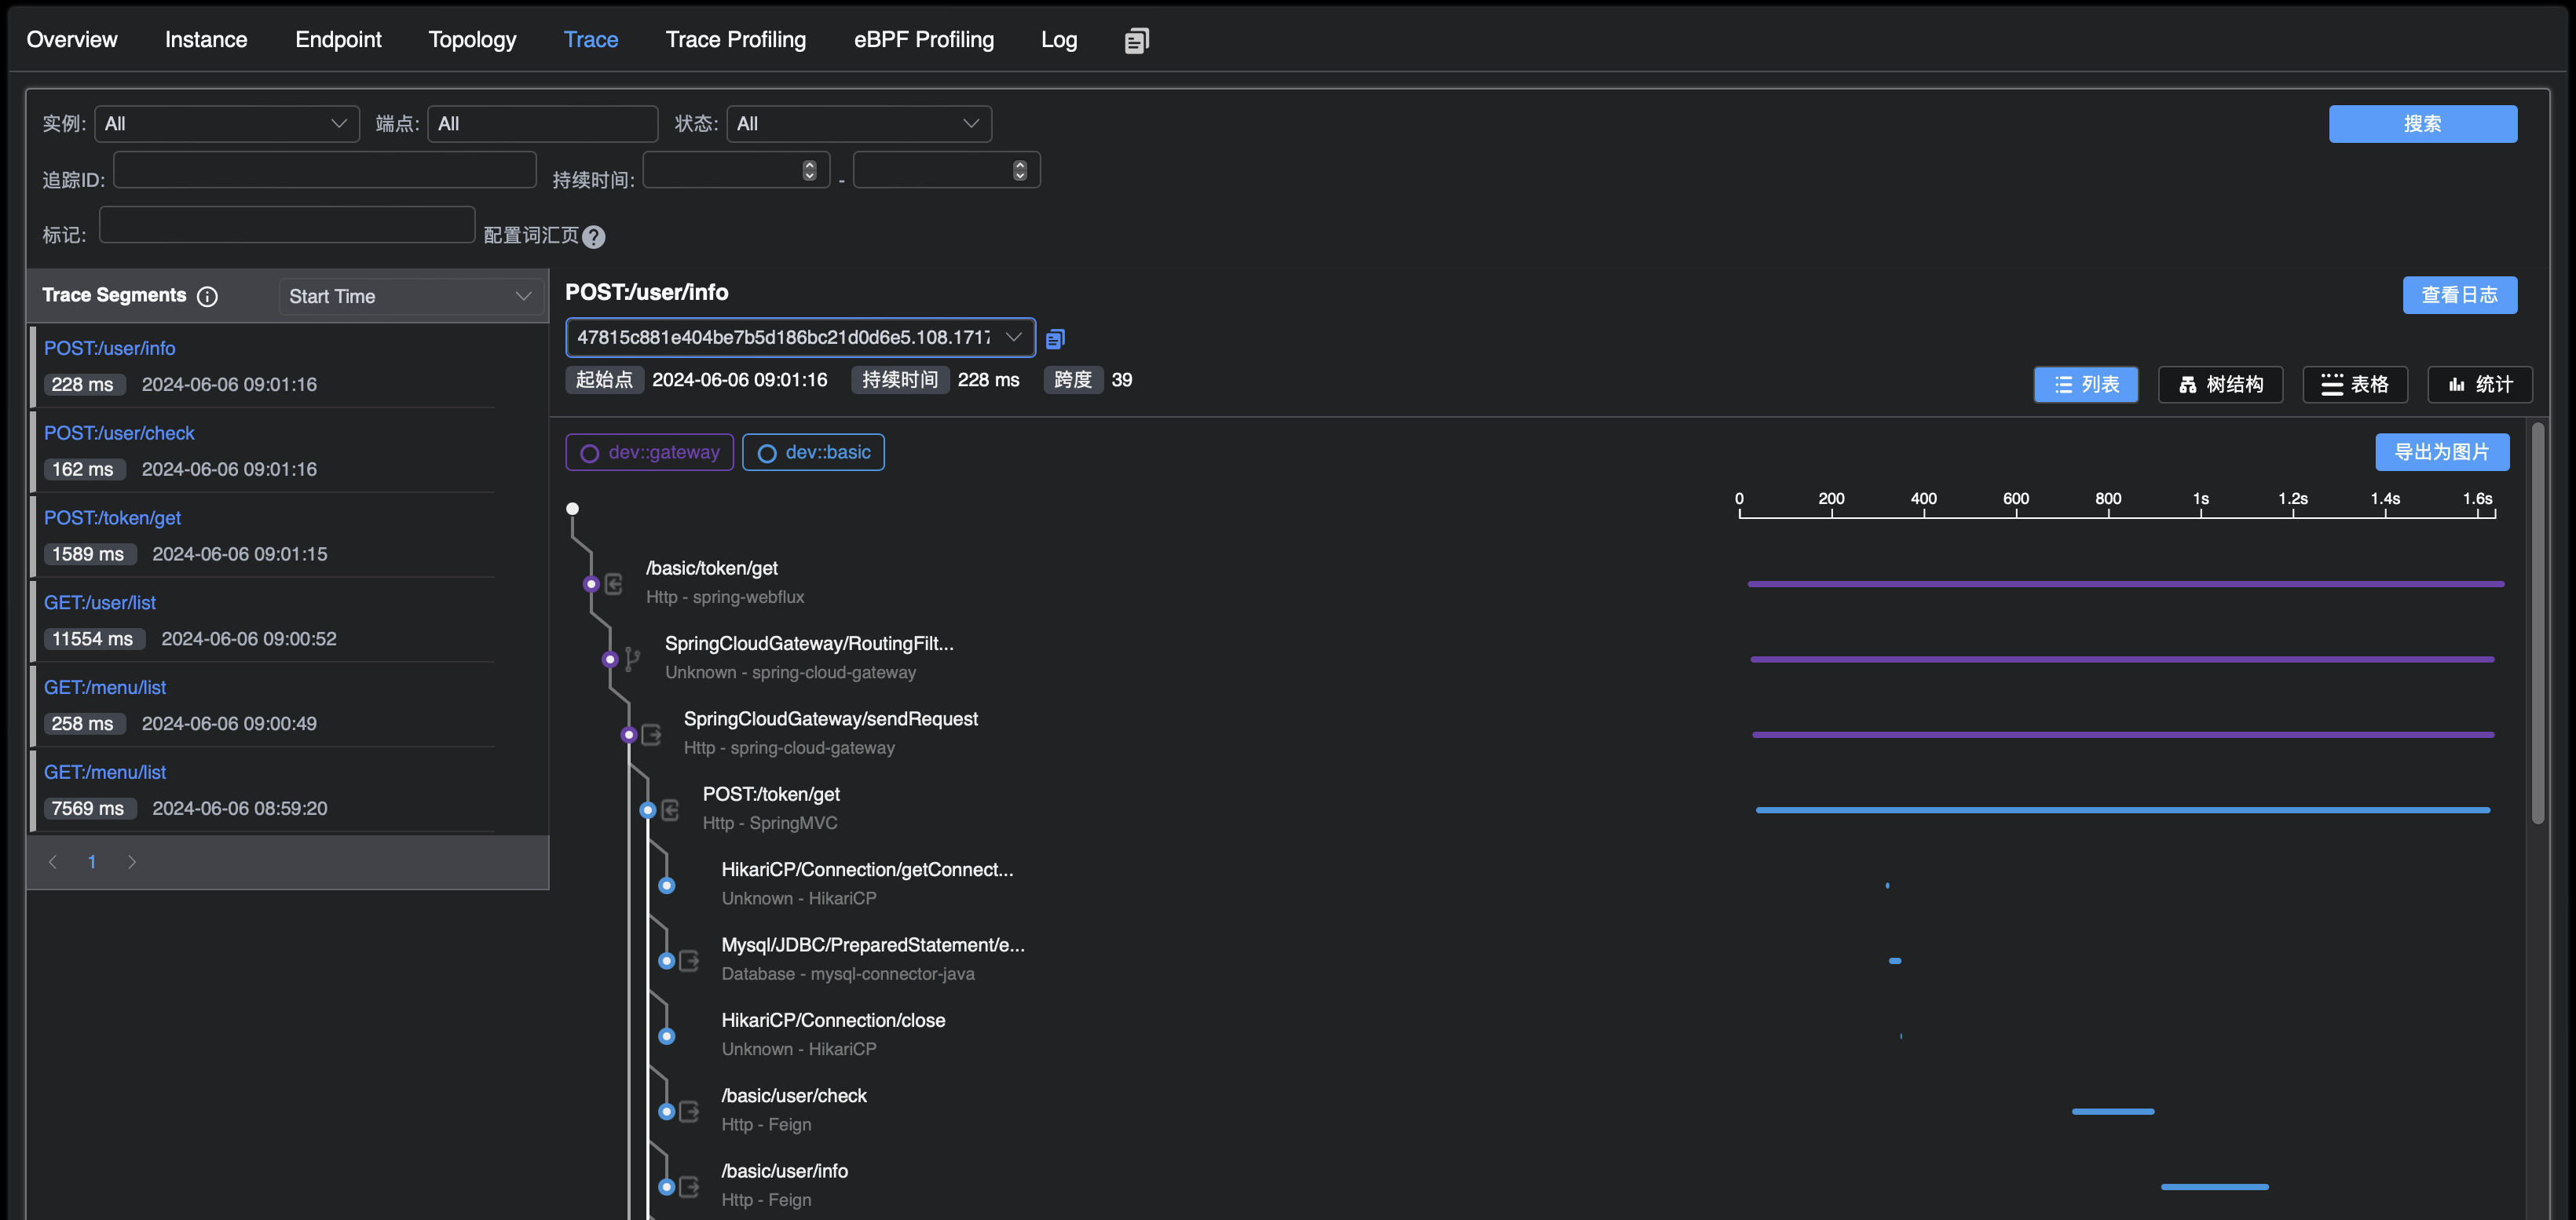 Overview Instance Endpoint Topology Trace Trace Profiling eBPF Profiling Log
实例: All 端点: All 状态: All 搜索
追踪ID: 持续时间: -
标记: 配置词汇页 ?
Trace Segments Start Time
POST:/user/info
228 ms 2024-06-06 09:01:16
POST:/user/check
162 ms 2024-06-06 09:01:16
POST:/token/get
1589 ms 2024-06-06 09:01:15
GET:/user/list
11554 ms 2024-06-06 09:00:52
GET:/menu/list
258 ms 2024-06-06 09:00:49
GET:/menu/list
7569 ms 2024-06-06 08:59:20
1
POST:/user/info 查看日志
47815c881e404be7b5d186bc21d0d6e5.108.1717
起始点 2024-06-06 09:01:16 持续时间 228 ms 跨度 39
列表 树结构 表格 统计
dev::gateway dev::basic 导出为图片
0 200 400 600 800 1s 1.2s 1.4s 1.6s
/basic/token/get
Http - spring-webflux
SpringCloudGateway/RoutingFilt...
Unknown - spring-cloud-gateway
SpringCloudGateway/sendRequest
Http - spring-cloud-gateway
POST:/token/get
Http - SpringMVC
HikariCP/Connection/getConnect...
Unknown - HikariCP
Mysql/JDBC/PreparedStatement/e...
Database - mysql-connector-java
HikariCP/Connection/close
Unknown - HikariCP
/basic/user/check
Http - Feign
/basic/user/info
Http - Feign